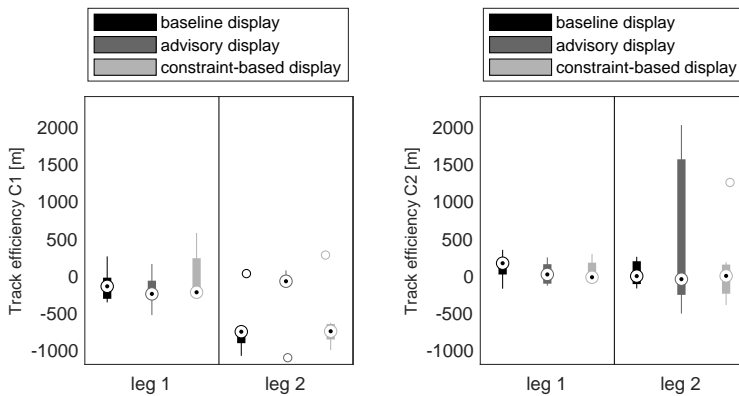 baseline display
advisory display
constraint-based display
Track efficiency C1 [m]
2000
1500
1000
500
0
-500
-1000
leg 1
leg 2
baseline display
advisory display
constraint-based display
Track efficiency C2 [m]
2000
1500
1000
500
0
-500
-1000
leg 1
leg 2